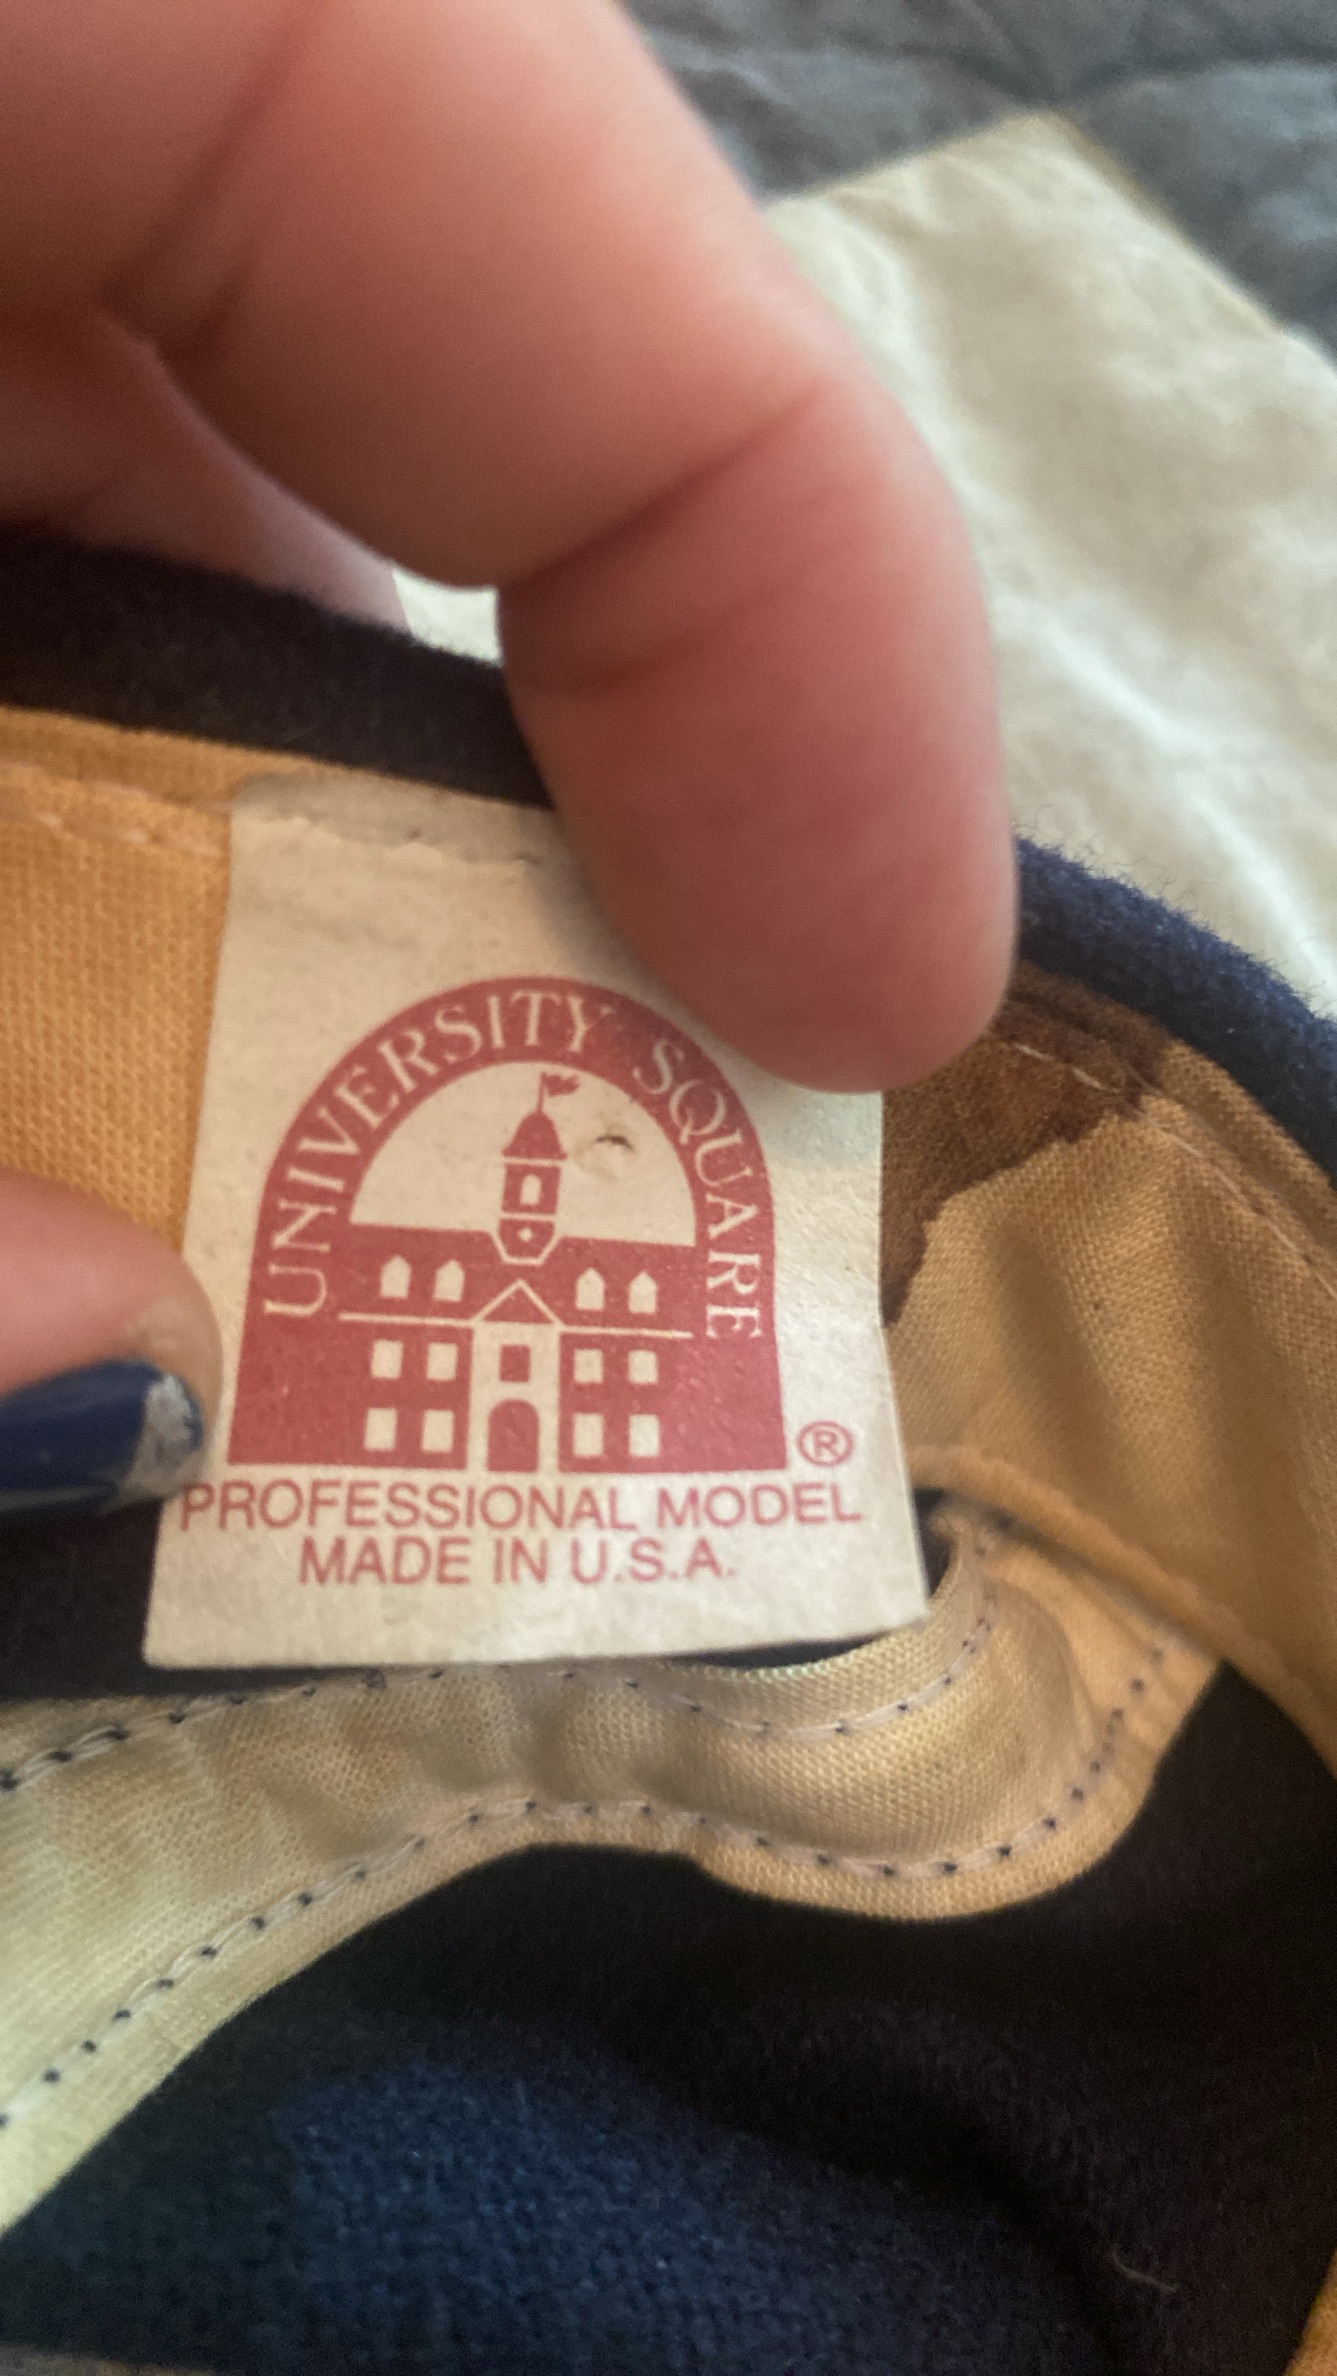 UNIVERSITY SQUARE
®
PROFESSIONAL MODEL
MADE IN U.S.A.